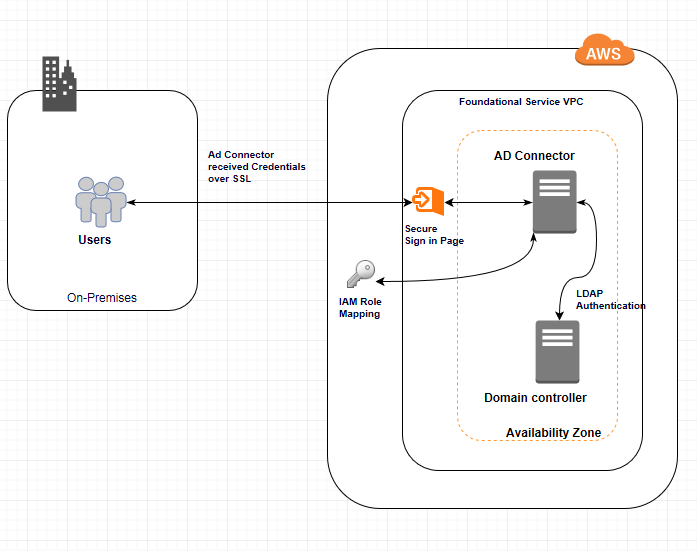 AWS
Foundational Service VPC
Ad Connector
received Credentials
over SSL
AD Connector
Users
Secure
Sign in Page
On-Premises
IAM Role
Mapping
LDAP
Authentication
Domain controller
Availability Zone